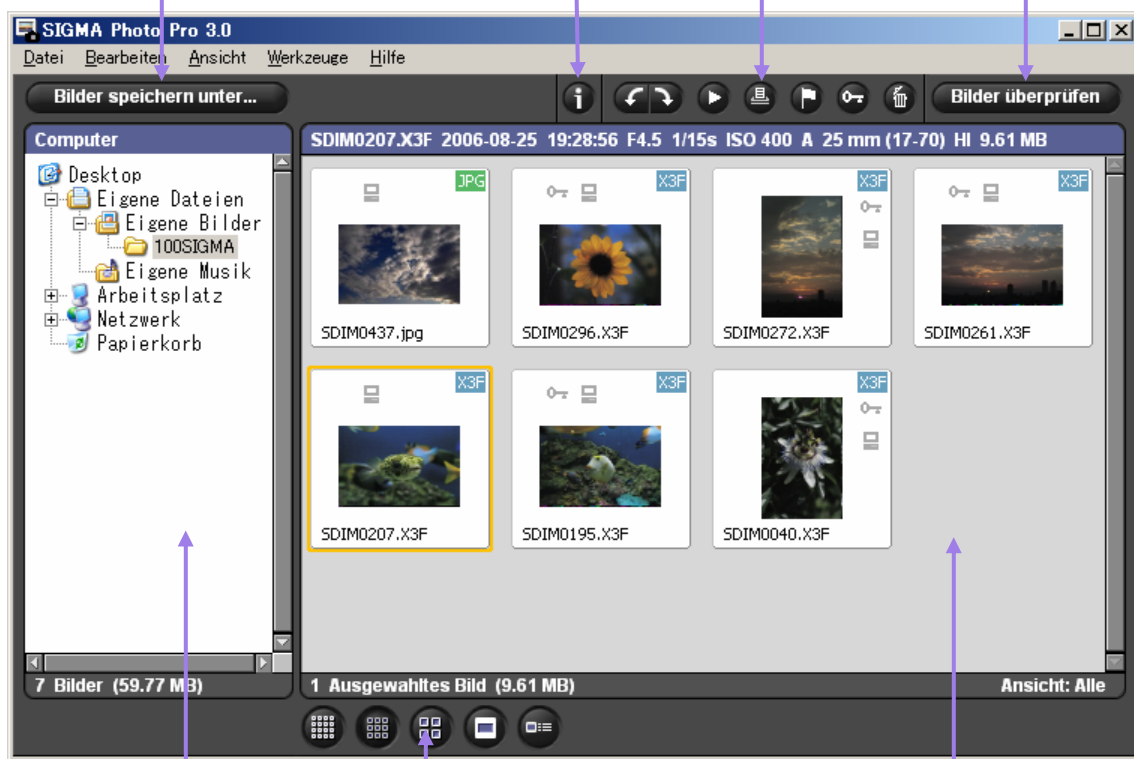 SIGMA Photo Pro 3.0
Datei Bearbeiten Ansicht Werkzeuge Hilfe
Bilder speichern unter...
Bilder überprüfen
Computer
Desktop
Eigene Dateien
Eigene Bilder
100SIGMA
Eigene Musik
Arbeitsplatz
Netzwerk
Papierkorb
7 Bilder (59.77 MB)
SDIM0207.X3F 2006-08-25 19:28:56 F4.5 1/15s ISO 400 A 25 mm (17-70) HI 9.61 MB
JPG
SDIM0437.jpg
X3F
SDIM0296.X3F
X3F
SDIM0272.X3F
X3F
SDIM0261.X3F
X3F
SDIM0207.X3F
X3F
SDIM0195.X3F
X3F
SDIM0040.X3F
1 Ausgewahltes Bild (9.61 MB)
Ansicht: Alle